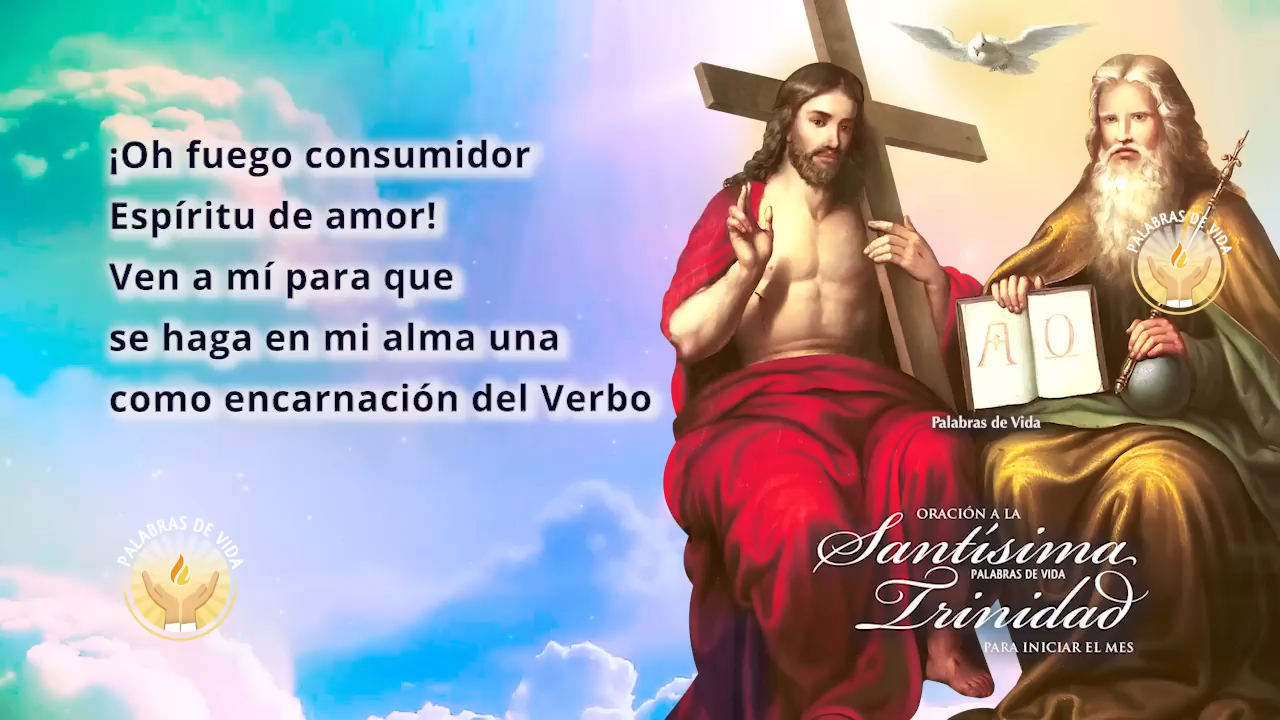 ¡Oh fuego consumidor
Espíritu de amor!
Ven a mí para que
se haga en mi alma una
como encarnación del Verbo
PALABRAS DE VIDA
A Ω
Palabras de Vida
ORACIÓN A LA
Santísima
PALABRAS DE VIDA
Trinidad
PARA INICIAR EL MES
PALABRAS DE VIDA